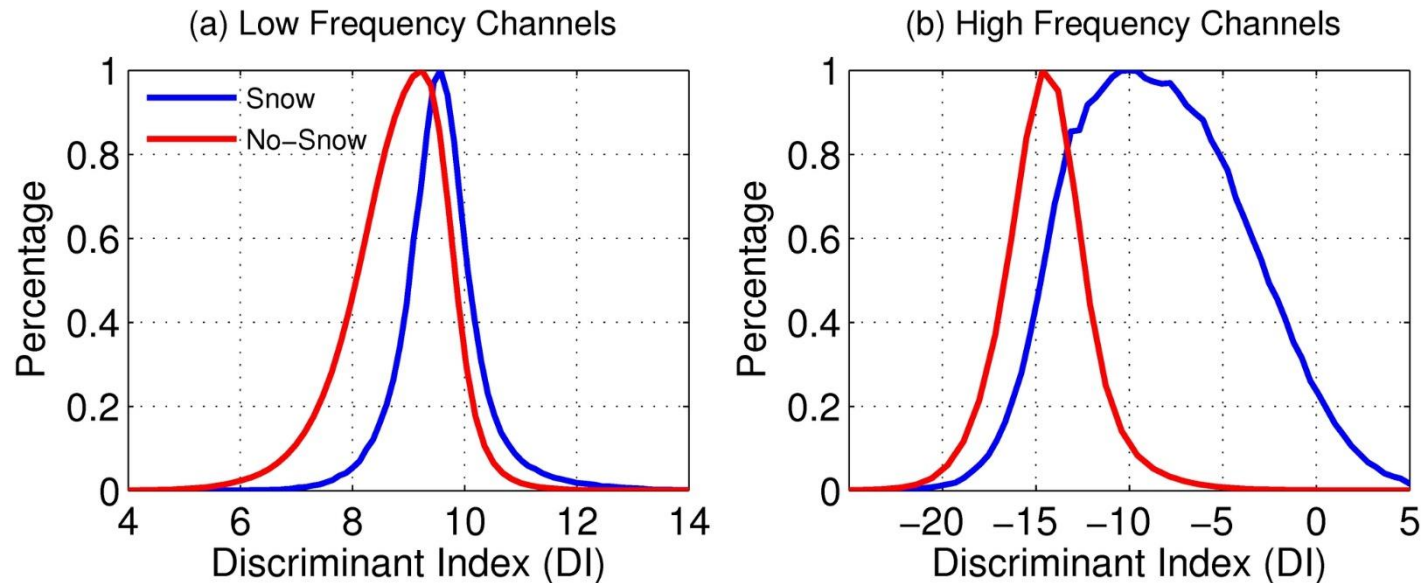 (a) Low Frequency Channels
Percentage
1
0.8
0.6
0.4
0.2
0
Snow
No-Snow
4 6 8 10 12 14
Discriminant Index (DI)
(b) High Frequency Channels
Percentage
1
0.8
0.6
0.4
0.2
0
−20 −15 −10 −5 0 5
Discriminant Index (DI)